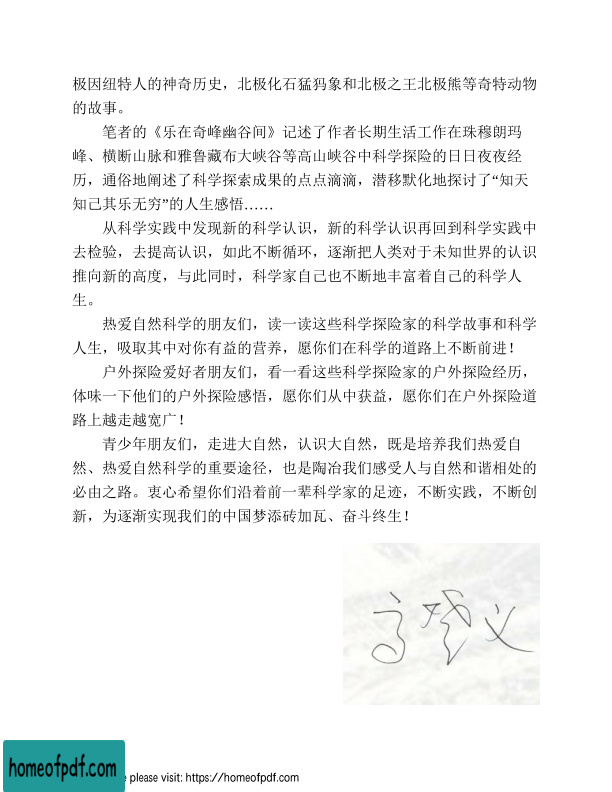 极因纽特人的神奇历史，北极化石猛犸象和北极之王北极熊等奇特动物
的故事。
笔者的《乐在奇峰幽谷间》记述了作者长期生活工作在珠穆朗玛
峰、横断山脉和雅鲁藏布大峡谷等高山峡谷中科学探险的日日夜夜经
历，通俗地阐述了科学探索成果的点点滴滴，潜移默化地探讨了“知天
知己其乐无穷”的人生感悟……
从科学实践中发现新的科学认识，新的科学认识再回到科学实践中
去检验，去提高认识，如此不断循环，逐渐把人类对于未知世界的认识
推向新的高度，与此同时，科学家自己也不断地丰富着自己的科学人
生。
热爱自然科学的朋友们，读一读这些科学探险家的科学故事和科学
人生，吸取其中对你有益的营养，愿你们在科学的道路上不断前进！
户外探险爱好者朋友们，看一看这些科学探险家的户外探险经历，
体味一下他们的户外探险感悟，愿你们从中获益，愿你们在户外探险道
路上越走越宽广！
青少年朋友们，走进大自然，认识大自然，既是培养我们热爱自
然、热爱自然科学的重要途径，也是陶冶我们感受人与自然和谐相处的
必由之路。衷心希望你们沿着前一辈科学家的足迹，不断实践，不断创
新，为逐渐实现我们的中国梦添砖加瓦、奋斗终生！
高登义
homeofpdf.com
e please visit: https://homeofpdf.com